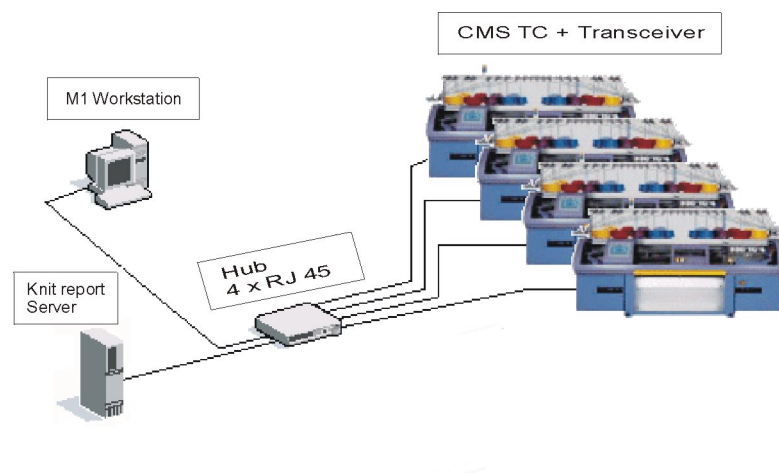 CMS TC + Transceiver
M1 Workstation
Hub
4 x RJ 45
Knit report
Server